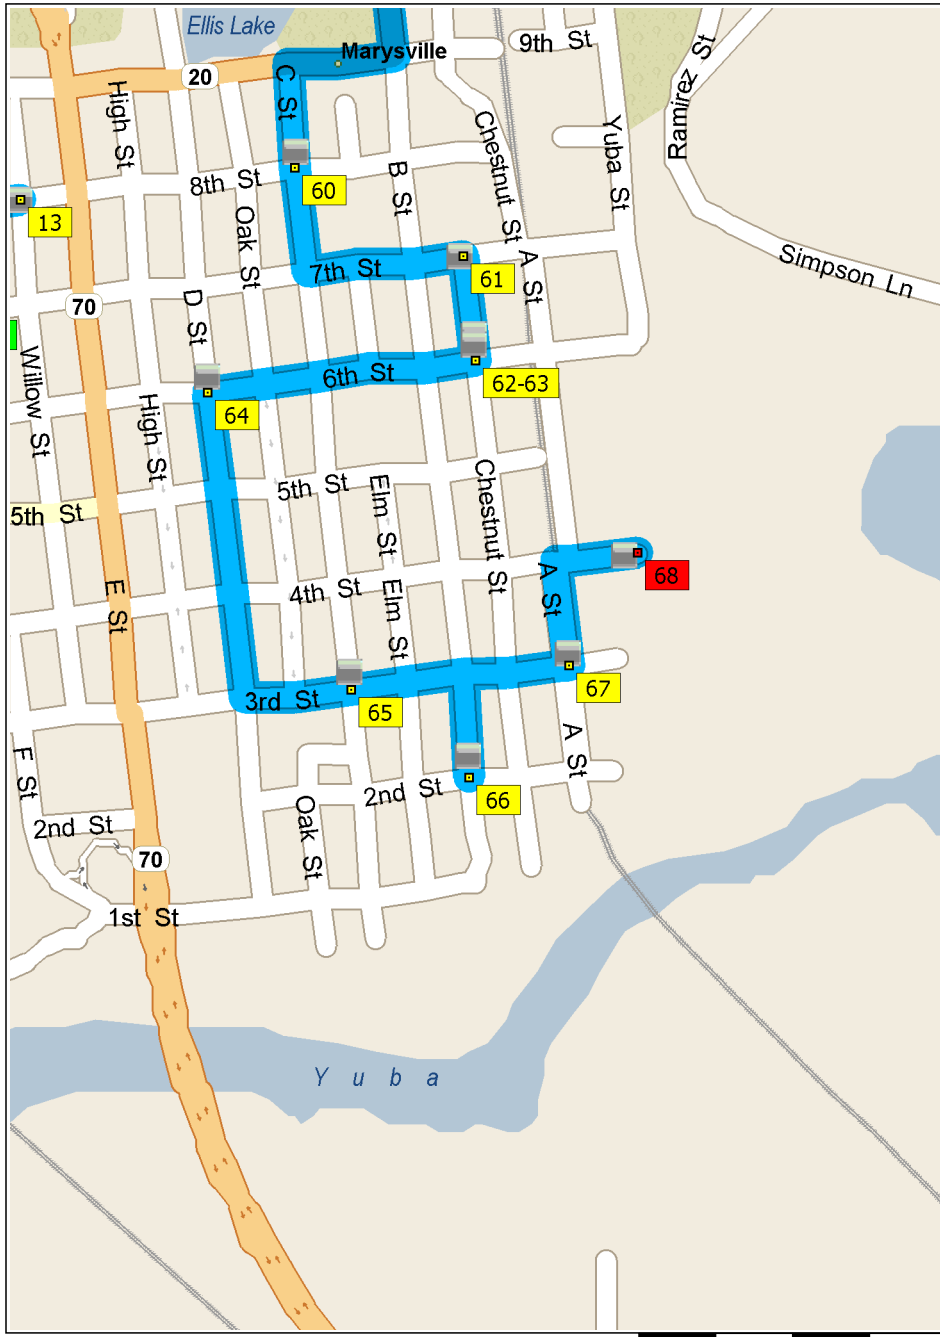 Ellis Lake
Marysville
9th St
Ramirez St
20
C St
High St
Chestnut St
Yuba St
8th St
60
B St
13
Oak St
7th St
61
A St
Simpson Ln
70
D St
Willow St
6th St
62-63
64
High St
5th St
5th St
Elm St
Chestnut St
E St
4th St
Elm St
A St
68
3rd St
65
67
F St
A St
2nd St
66
2nd St
Oak St
70
1st St
Yuba